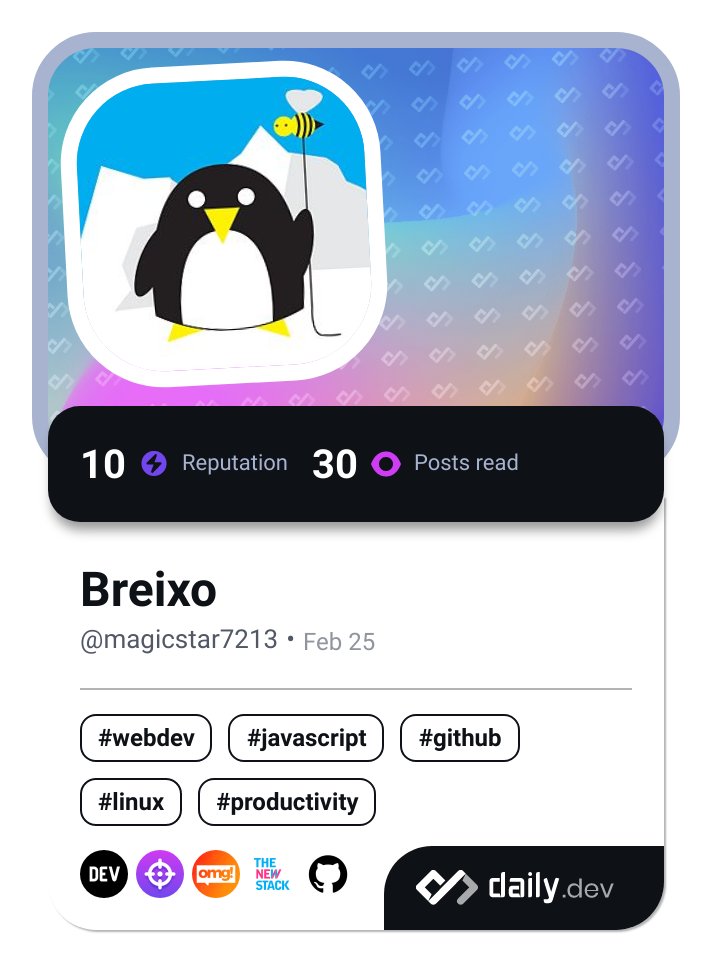 10 Reputation 30 Posts read
Breixo
@magicstar7213 • Feb 25
#webdev #javascript #github
#linux #productivity
DEV omg! THE NEW STACK
daily.dev